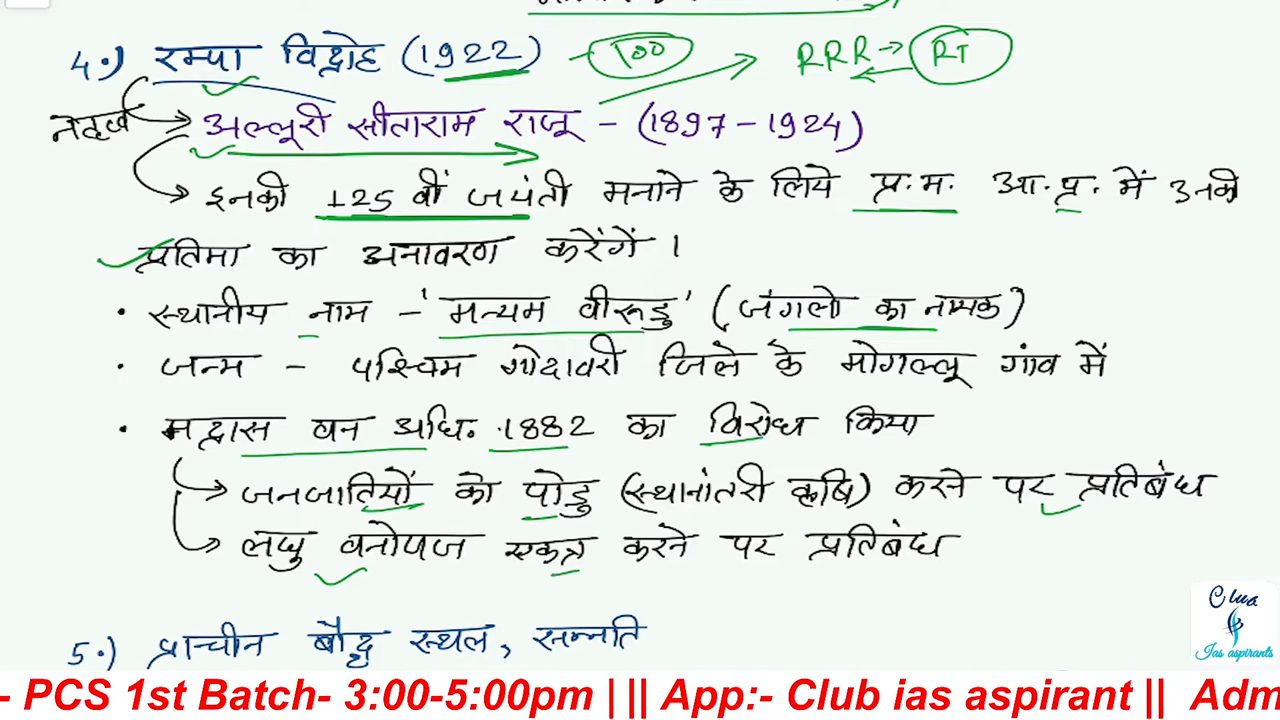 4.) रम्पा विद्रोह (1922) - 100 RRR → RT
नेतृत्व → अल्लूरी सीताराम राजू - (1897-1924)
→ इनकी 125 वीं जयंती मनाने के लिये प्र.म. आ.प्र. में उनकी
प्रतिमा का अनावरण करेंगें ।
• स्थानीय नाम - 'मन्यम वीरूडु' (जंगलो का नायक)
• जन्म - पश्चिम गोदावरी जिले के मोगल्लू गांव में
• मद्रास वन अधि. 1882 का विरोध किया
→ जनजातियों को पोडु (स्थानांतरी कृषि) करने पर प्रतिबंध
→ लघु वनोपज एकत्र करने पर प्रतिबंध
5.) प्राचीन बौद्ध स्थल, सन्नति
Club
Ias aspirants
- PCS 1st Batch- 3:00-5:00pm | || App:- Club ias aspirant || Adm